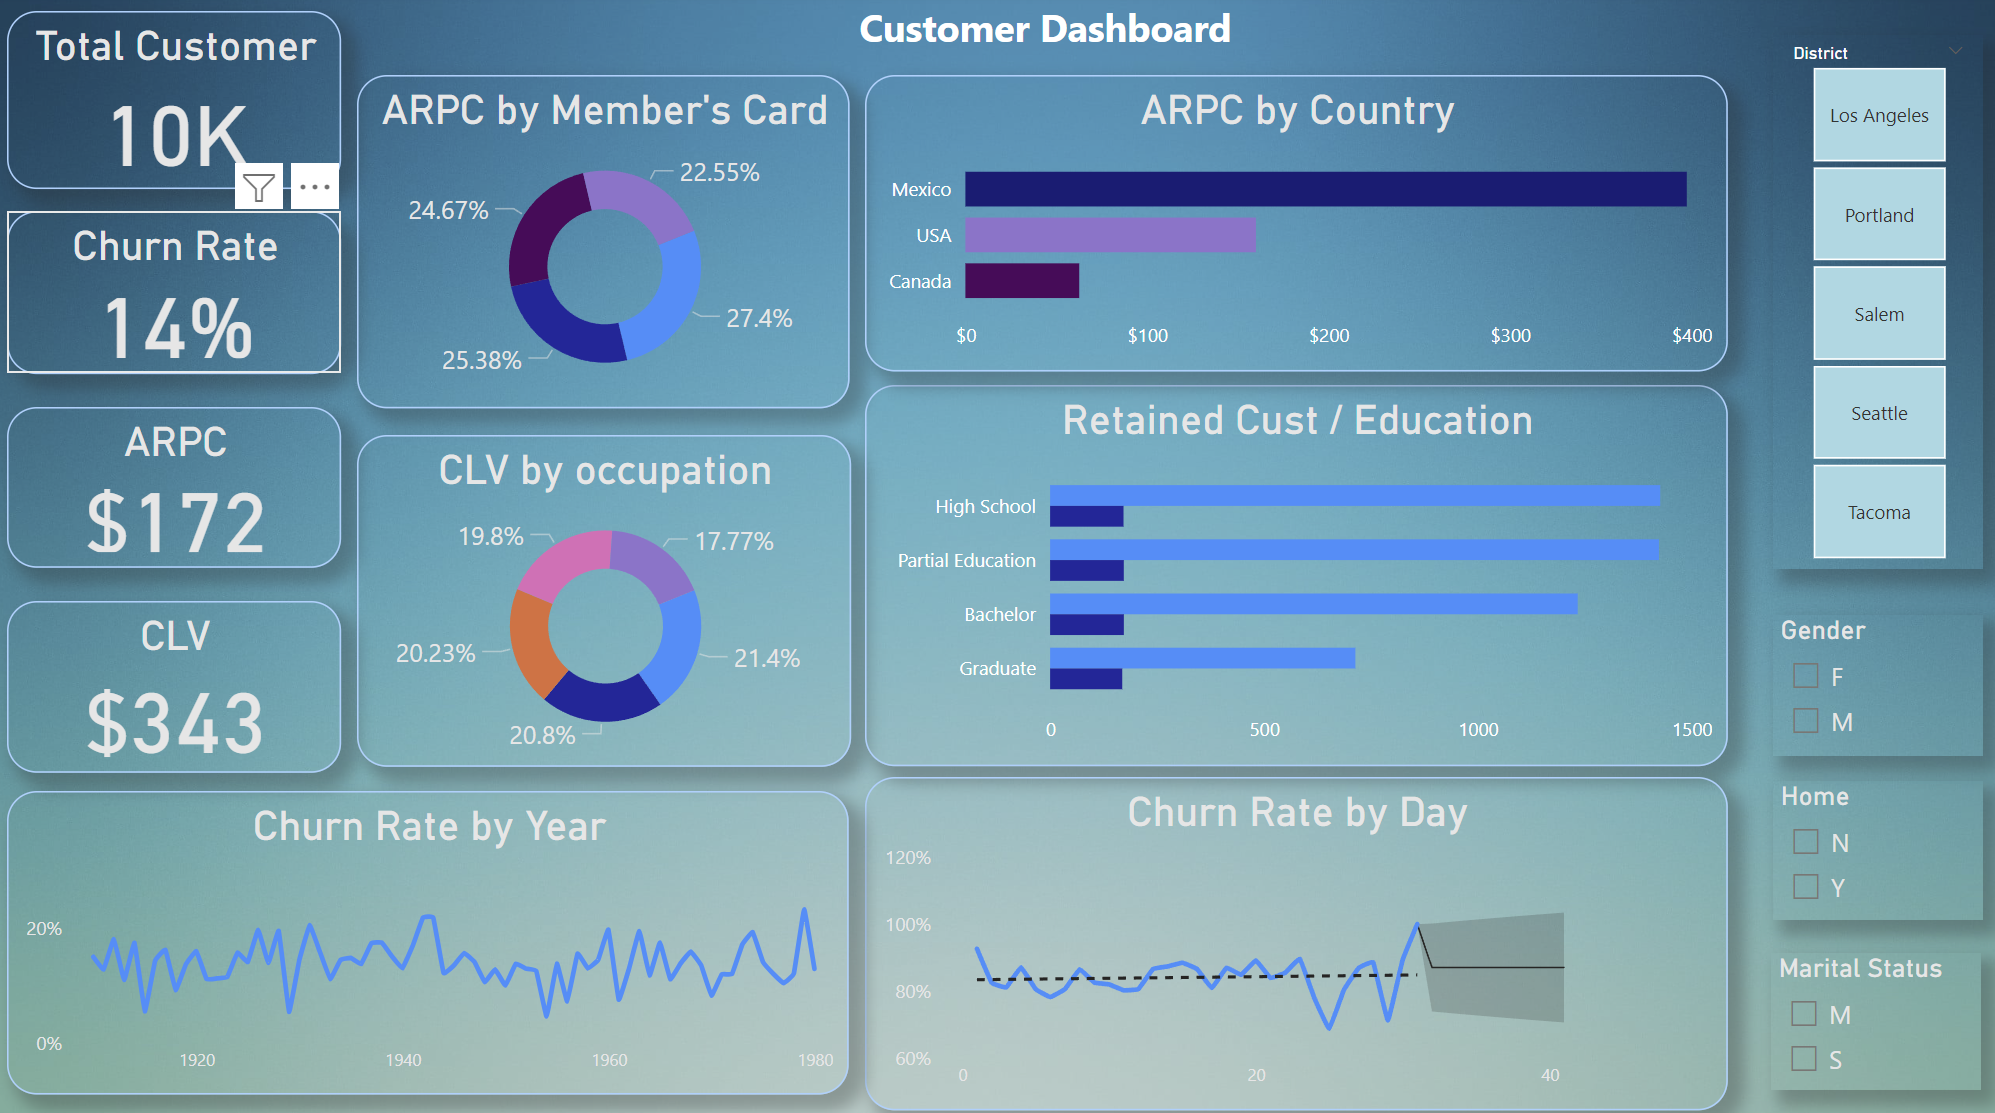 Customer Dashboard
Total Customer
10K
Churn Rate
14%
ARPC
$172
CLV
$343
ARPC by Member's Card
22.55%
24.67%
27.4%
25.38%
CLV by occupation
19.8%
17.77%
20.23%
21.4%
20.8%
ARPC by Country
Mexico
USA
Canada
$0 $100 $200 $300 $400
Retained Cust / Education
High School
Partial Education
Bachelor
Graduate
0 500 1000 1500
Churn Rate by Year
20%
0%
1920 1940 1960 1980
Churn Rate by Day
120%
100%
80%
60%
0 20 40
District
Los Angeles
Portland
Salem
Seattle
Tacoma
Gender
F
M
Home
N
Y
Marital Status
M
S